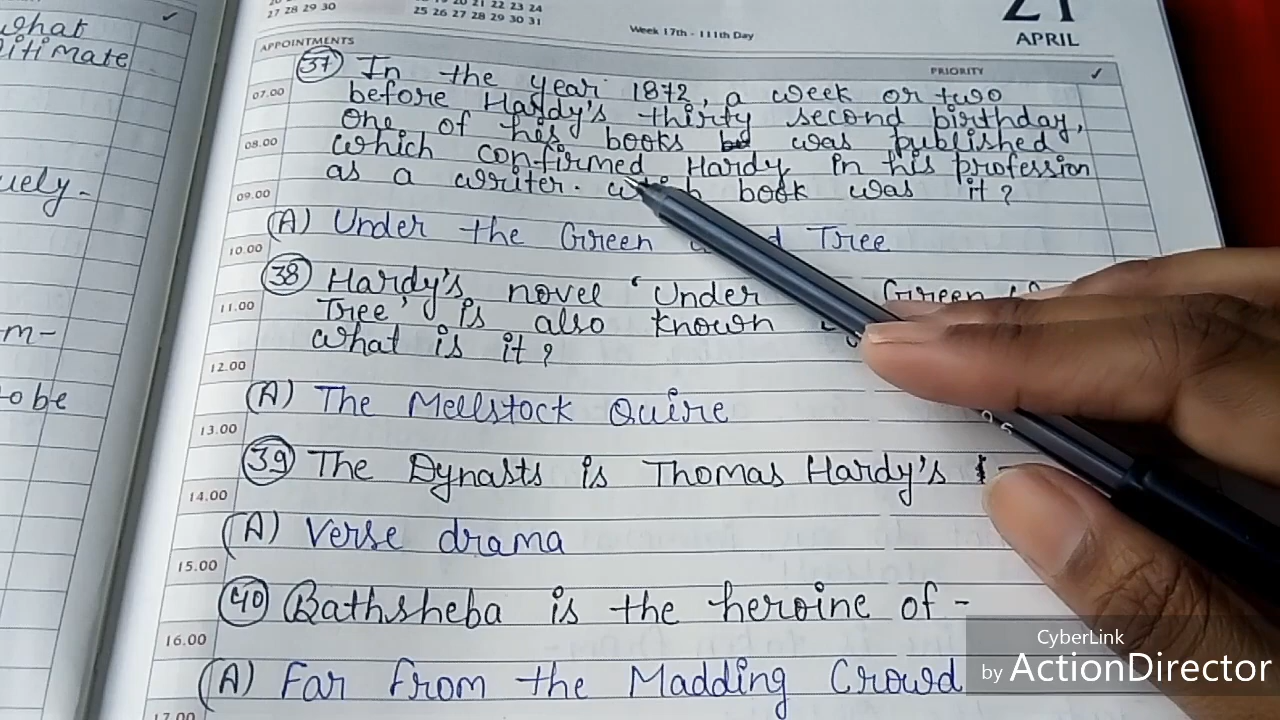 what
itimate
uely-
m-
obe
27 28 29 30
25 26 27 28 29 30 31
Week 17th - 111th Day
21
APRIL
APPOINTMENTS
PRIORITY
37 In the year 1872, a week or two
07.00
before Hardy's thirty second birthday,
One of his books was published
08.00
which confirmed Hardy in his profession
as a writer. book was it?
09.00
(A) Under the Green Tree
10.00
38 Hardy's novel 'Under Green
11.00
Tree' is also known
what is it?
12.00
(A) The Mellstock Quire
13.00
39 The Dynasts is Thomas Hardy's
14.00
(A) Verse drama
15.00
40 Bathsheba is the heroine of -
16.00
(A) Far From the Madding Crowd
17.00
CyberLink
by ActionDirector